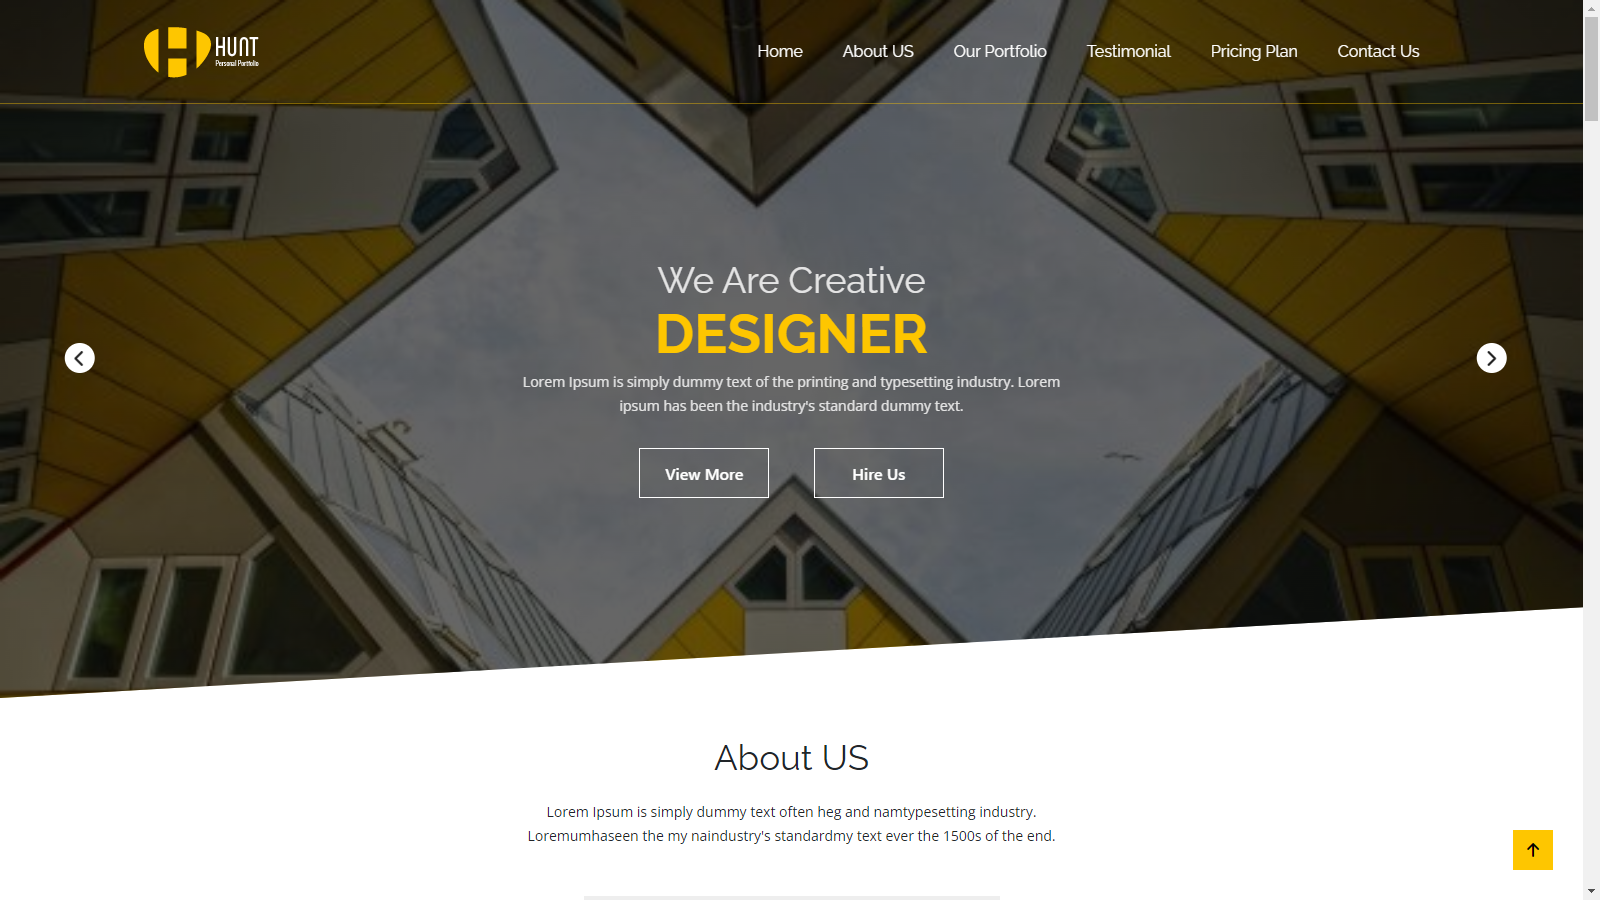 HUNT
Personal Portfolio
Home
About US
Our Portfolio
Testimonial
Pricing Plan
Contact Us
We Are Creative
DESIGNER
Lorem Ipsum is simply dummy text of the printing and typesetting industry. Lorem
ipsum has been the industry's standard dummy text.
View More
Hire Us
About US
Lorem Ipsum is simply dummy text often heg and namtypesetting industry.
Loremumhaseen the my naindustry's standardmy text ever the 1500s of the end.